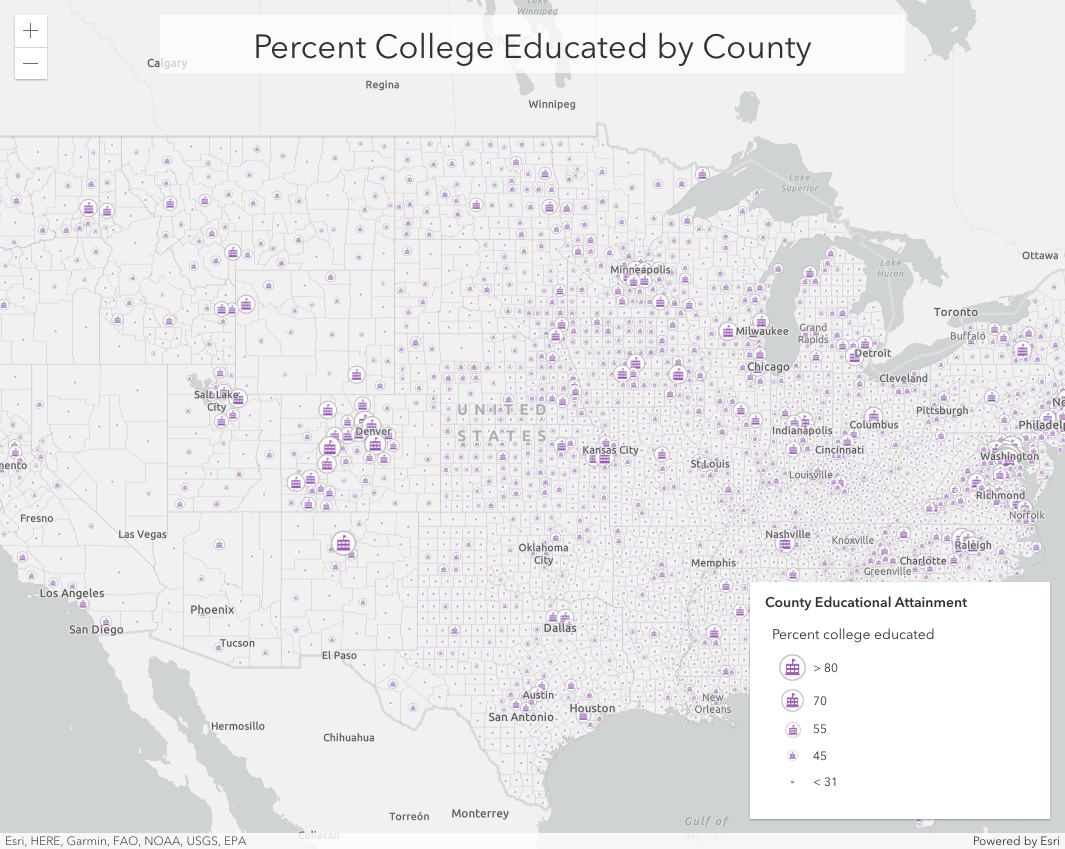 Lake
Winnipeg
+
Percent College Educated by County
−
Calgary
Regina
Winnipeg
Lake
Superior
Ottawa
Lake
Huron
Minneapolis
Toronto
Milwaukee
Grand
Rapids
Buffalo
Detroit
Chicago
Cleveland
Salt Lake
City
UNITED
STATES
Pittsburgh
Denver
Indianapolis
Columbus
Philadelp
Ne
Kansas City
Cincinnati
Washington
mento
St Louis
Louisville
Richmond
Fresno
Norfolk
Las Vegas
Nashville
Knoxville
Raleigh
Oklahoma
City
Memphis
Charlotte
Greenville
Los Angeles
Phoenix
San Diego
Dallas
Tucson
El Paso
Austin
San Antonio
Houston
New
Orleans
Hermosillo
Chihuahua
Torreón
Monterrey
Culiacán
Gulf of
Mexico
County Educational Attainment
Percent college educated
> 80
70
55
45
< 31
Esri, HERE, Garmin, FAO, NOAA, USGS, EPA
Powered by Esri